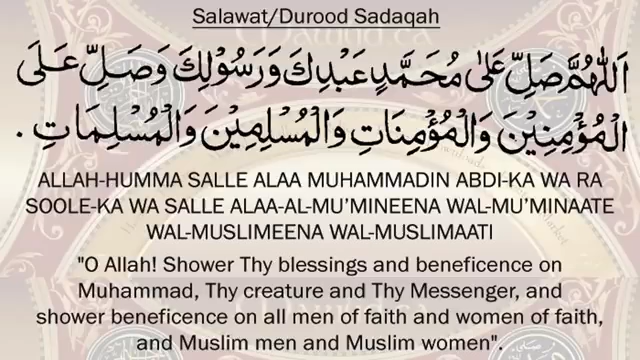 Salawat/Durood Sadaqah
اَللّٰهُمَّ صَلِّ عَلٰى مُحَمَّدٍ عَبْدِكَ وَرَسُوْلِكَ وَصَلِّ عَلَى
الْمُؤْمِنِيْنَ وَالْمُؤْمِنَاتِ وَالْمُسْلِمِيْنَ وَالْمُسْلِمَاتِ .
ALLAH-HUMMA SALLE ALAA MUHAMMADIN ABDI-KA WA RA
SOOLE-KA WA SALLE ALAA-AL-MU’MINEENA WAL-MU’MINAATE
WAL-MUSLIMEENA WAL-MUSLIMAATI
"O Allah! Shower Thy blessings and beneficence on
Muhammad, Thy creature and Thy Messenger, and
shower beneficence on all men of faith and women of faith,
and Muslim men and Muslim women".